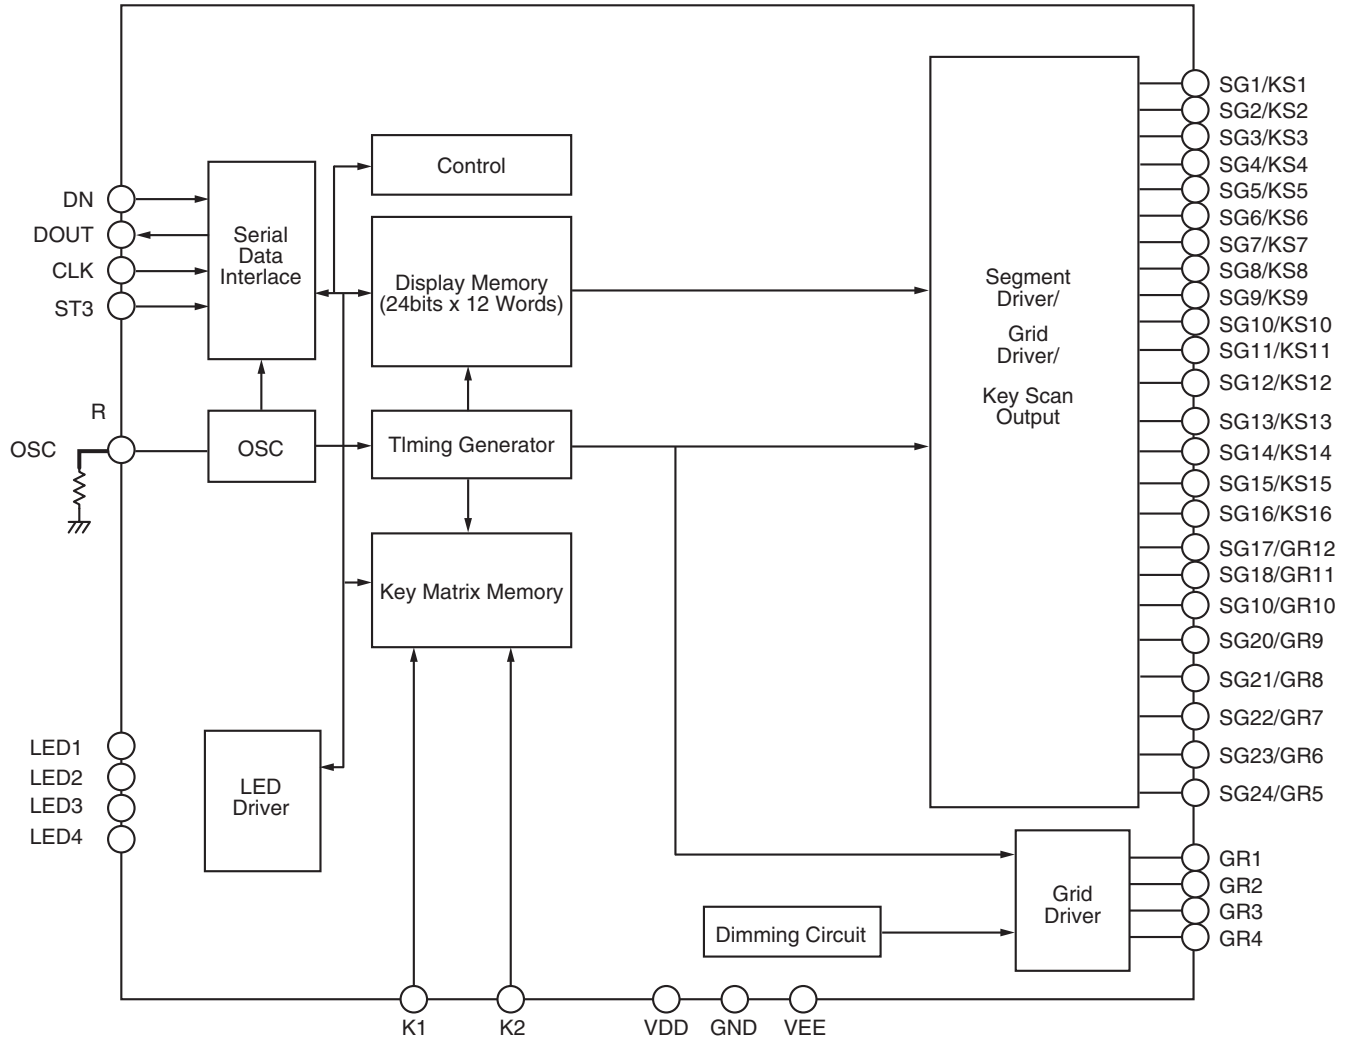 DN
DOUT
CLK
ST3
R
OSC
LED1
LED2
LED3
LED4
Serial
Data
Interlace
OSC
LED
Driver
Control
Display Memory
(24bits x 12 Words)
TIming Generator
Key Matrix Memory
Dimming Circuit
Segment
Driver/
Grid
Driver/
Key Scan
Output
Grid
Driver
SG1/KS1
SG2/KS2
SG3/KS3
SG4/KS4
SG5/KS5
SG6/KS6
SG7/KS7
SG8/KS8
SG9/KS9
SG10/KS10
SG11/KS11
SG12/KS12
SG13/KS13
SG14/KS14
SG15/KS15
SG16/KS16
SG17/GR12
SG18/GR11
SG10/GR10
SG20/GR9
SG21/GR8
SG22/GR7
SG23/GR6
SG24/GR5
GR1
GR2
GR3
GR4
K1
K2
VDD
GND
VEE